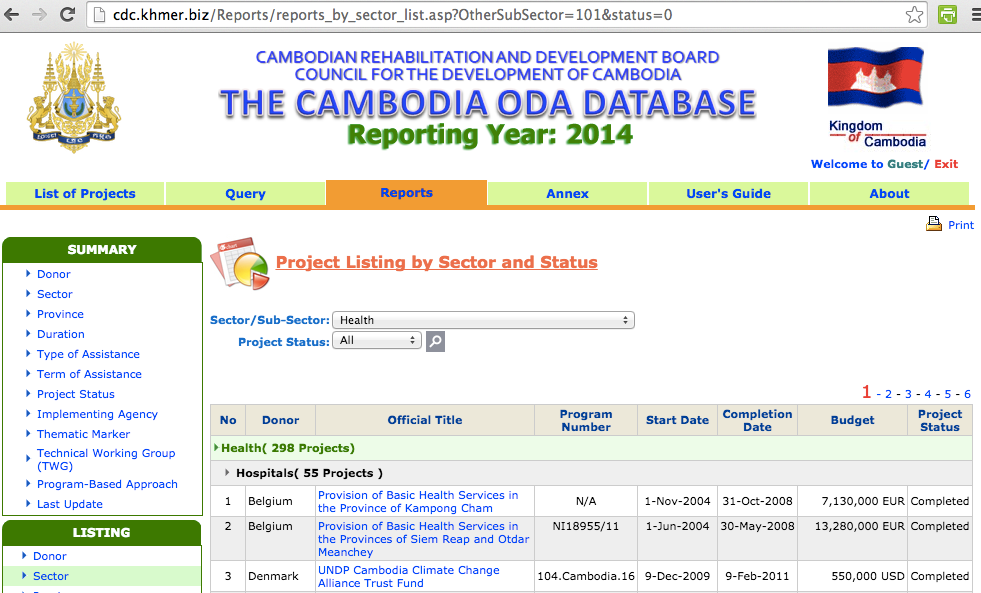 cdc.khmer.biz/Reports/reports_by_sector_list.asp?OtherSubSector=101&status=0
CAMBODIAN REHABILITATION AND DEVELOPMENT BOARD
COUNCIL FOR THE DEVELOPMENT OF CAMBODIA
THE CAMBODIA ODA DATABASE
Reporting Year: 2014
Kingdom
of Cambodia
Welcome to Guest/ Exit
List of Projects Query Reports Annex User's Guide About
Print
SUMMARY
Donor
Sector
Province
Duration
Type of Assistance
Term of Assistance
Project Status
Implementing Agency
Thematic Marker
Technical Working Group
(TWG)
Program-Based Approach
Last Update
LISTING
Donor
Sector
Project Listing by Sector and Status
Sector/Sub-Sector: Health
Project Status: All
1 - 2 - 3 - 4 - 5 - 6
No Donor Official Title Program Number Start Date Completion Date Budget Project Status
Health( 298 Projects)
Hospitals( 55 Projects )
1 Belgium Provision of Basic Health Services in the Province of Kampong Cham N/A 1-Nov-2004 31-Oct-2008 7,130,000 EUR Completed
2 Belgium Provision of Basic Health Services in the Provinces of Siem Reap and Otdar Meanchey NI18955/11 1-Jun-2004 30-May-2008 13,280,000 EUR Completed
3 Denmark UNDP Cambodia Climate Change Alliance Trust Fund 104.Cambodia.16 9-Dec-2009 9-Feb-2011 550,000 USD Completed